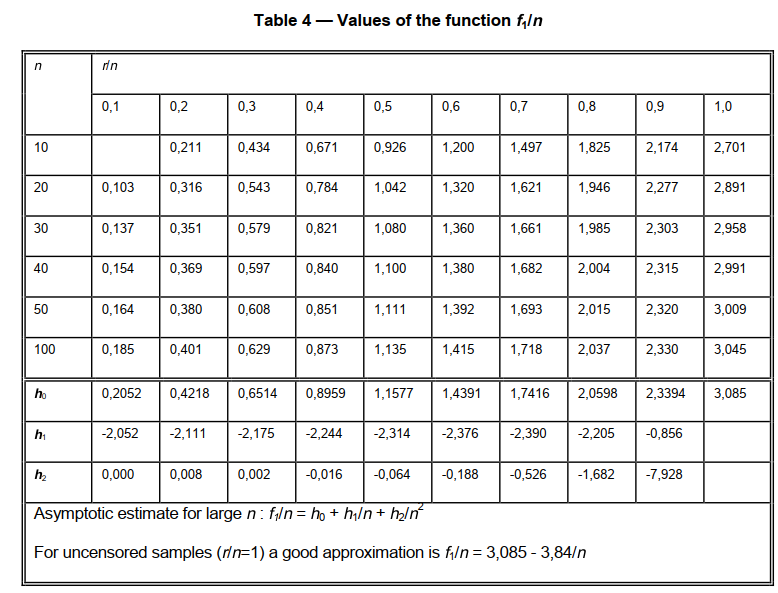 Table 4 — Values of the function f₁/n
n r/n
0,1 0,2 0,3 0,4 0,5 0,6 0,7 0,8 0,9 1,0
10 0,211 0,434 0,671 0,926 1,200 1,497 1,825 2,174 2,701
20 0,103 0,316 0,543 0,784 1,042 1,320 1,621 1,946 2,277 2,891
30 0,137 0,351 0,579 0,821 1,080 1,360 1,661 1,985 2,303 2,958
40 0,154 0,369 0,597 0,840 1,100 1,380 1,682 2,004 2,315 2,991
50 0,164 0,380 0,608 0,851 1,111 1,392 1,693 2,015 2,320 3,009
100 0,185 0,401 0,629 0,873 1,135 1,415 1,718 2,037 2,330 3,045
h₀ 0,2052 0,4218 0,6514 0,8959 1,1577 1,4391 1,7416 2,0598 2,3394 3,085
h₁ -2,052 -2,111 -2,175 -2,244 -2,314 -2,376 -2,390 -2,205 -0,856
h₂ 0,000 0,008 0,002 -0,016 -0,064 -0,188 -0,526 -1,682 -7,928
Asymptotic estimate for large n : f₁/n = h₀ + h₁/n + h₂/n²
For uncensored samples (r/n=1) a good approximation is f₁/n = 3,085 - 3,84/n